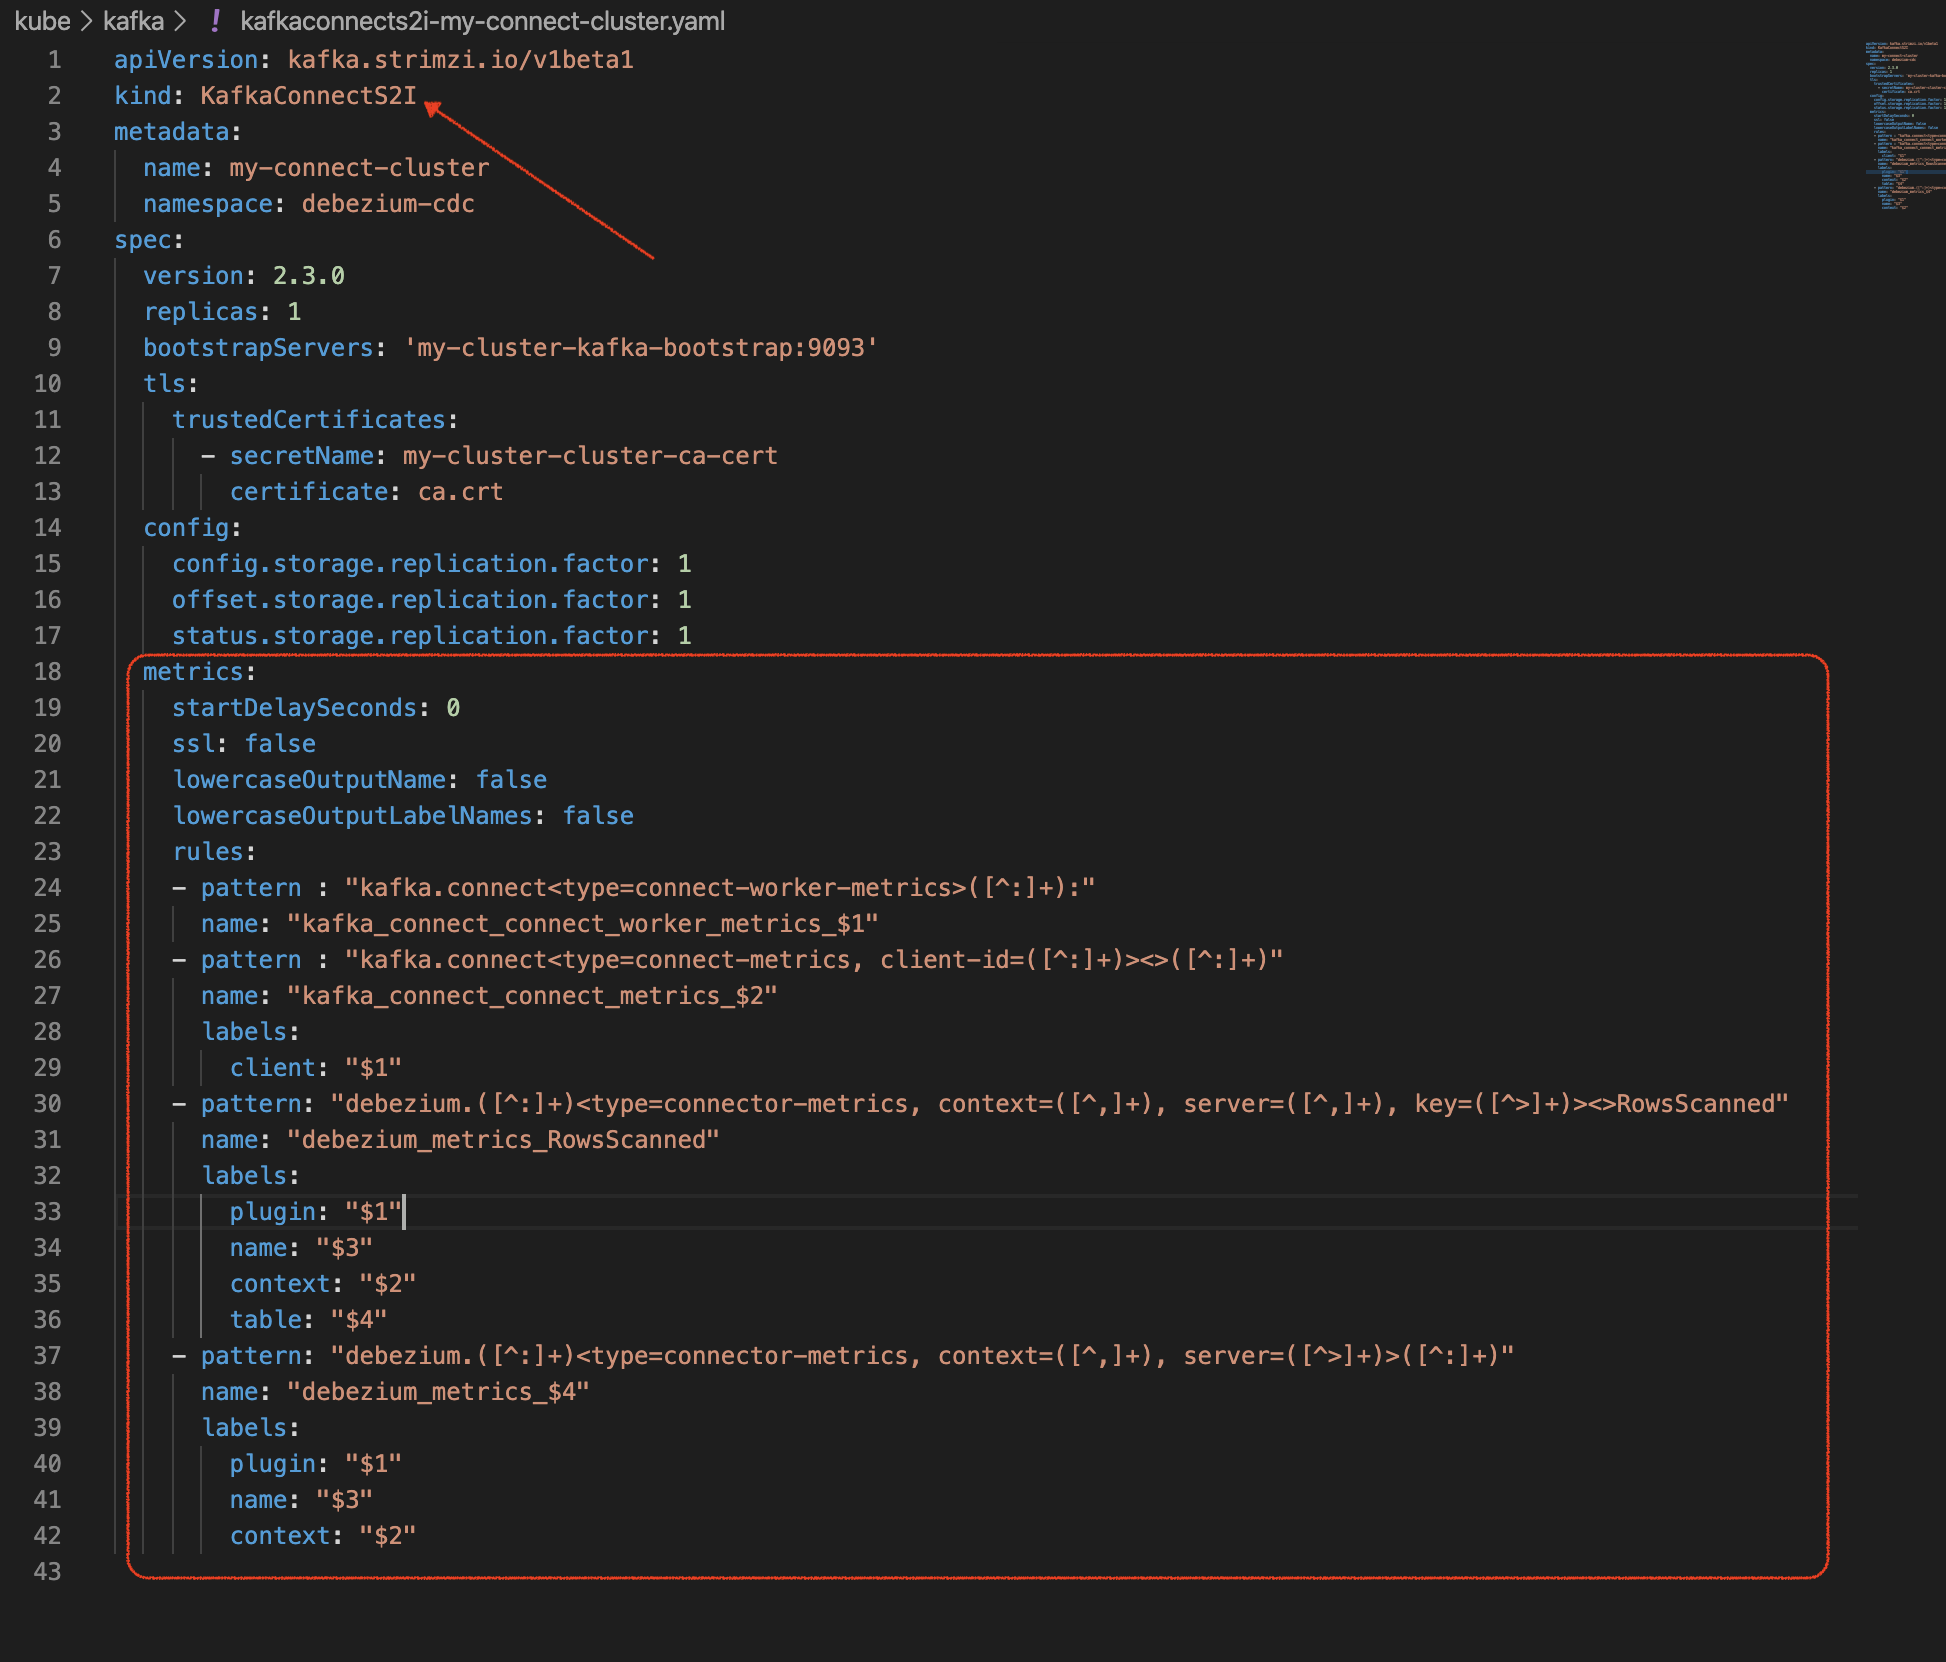 kube > kafka > ! kafkaconnects2i-my-connect-cluster.yaml
1 apiVersion: kafka.strimzi.io/v1beta1
2 kind: KafkaConnectS2I
3 metadata:
4   name: my-connect-cluster
5   namespace: debezium-cdc
6 spec:
7   version: 2.3.0
8   replicas: 1
9   bootstrapServers: 'my-cluster-kafka-bootstrap:9093'
10   tls:
11     trustedCertificates:
12       - secretName: my-cluster-cluster-ca-cert
13         certificate: ca.crt
14   config:
15     config.storage.replication.factor: 1
16     offset.storage.replication.factor: 1
17     status.storage.replication.factor: 1
18   metrics:
19     startDelaySeconds: 0
20     ssl: false
21     lowercaseOutputName: false
22     lowercaseOutputLabelNames: false
23     rules:
24     - pattern : "kafka.connect<type=connect-worker-metrics>([^:]+):"
25       name: "kafka_connect_connect_worker_metrics_$1"
26     - pattern : "kafka.connect<type=connect-metrics, client-id=([^:]+)><>([^:]+)"
27       name: "kafka_connect_connect_metrics_$2"
28       labels:
29         client: "$1"
30     - pattern: "debezium.([^:]+)<type=connector-metrics, context=([^,]+), server=([^,]+), key=([^>]+)><>RowsScanned"
31       name: "debezium_metrics_RowsScanned"
32       labels:
33         plugin: "$1"
34         name: "$3"
35         context: "$2"
36         table: "$4"
37     - pattern: "debezium.([^:]+)<type=connector-metrics, context=([^,]+), server=([^>]+)>([^:]+)"
38       name: "debezium_metrics_$4"
39       labels:
40         plugin: "$1"
41         name: "$3"
42         context: "$2"
43